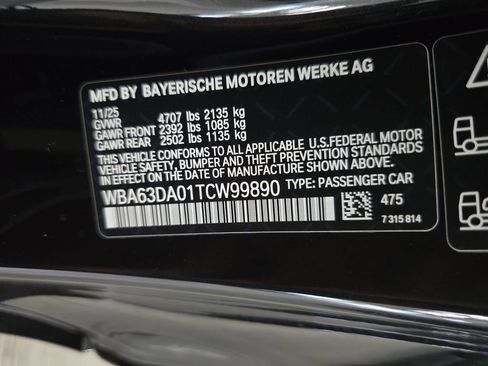 MFD BY BAYERISCHE MOTOREN WERKE AG
11/25
GVWR 4707 lbs 2135 kg
GAWR FRONT 2392 lbs 1085 kg
GAWR REAR 2502 lbs 1135 kg
THIS VEHICLE CONFORMS TO ALL APPLICABLE U.S.FEDERAL MOTOR
VEHICLE SAFETY, BUMPER AND THEFT PREVENTION STANDARDS
IN EFFECT ON THE DATE OF MANUFACTURE SHOWN ABOVE.
WBA63DA01TCW99890 TYPE: PASSENGER CAR
475
7 315 814